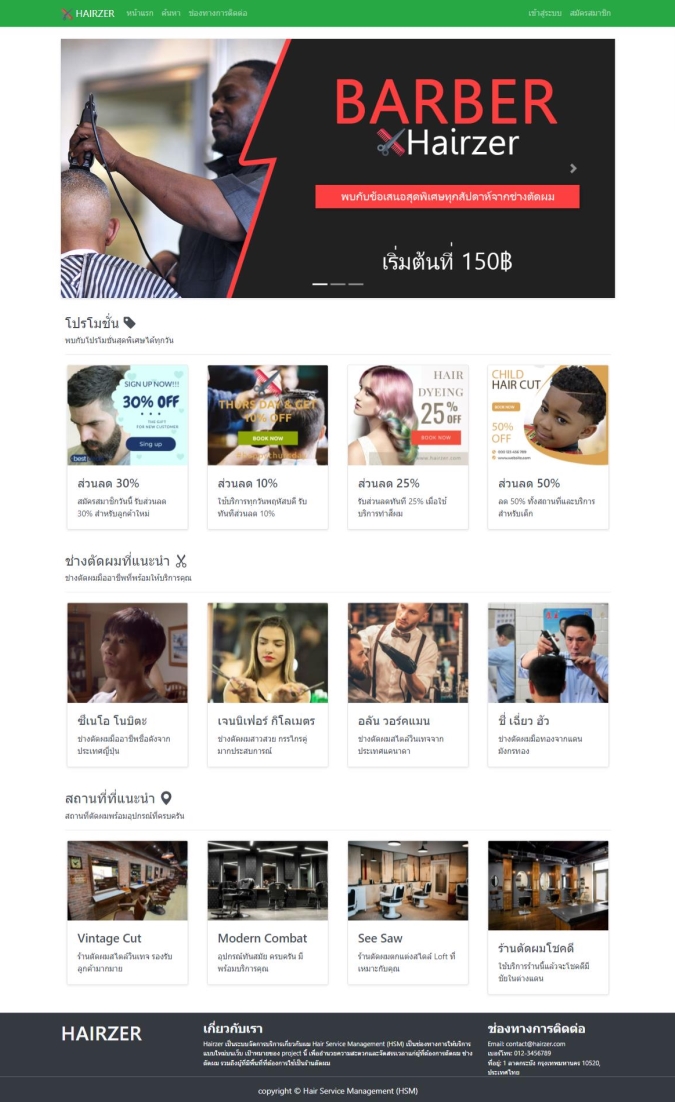 HAIRZER หน้าแรก ค้นหา ช่องทางการติดต่อ เข้าสู่ระบบ สมัครสมาชิก
BARBER
Hairzer
พบกับข้อเสนอสุดพิเศษทุกสัปดาห์จากช่างตัดผม
เริ่มต้นที่ 150฿
โปรโมชั่น
พบกับโปรโมชันสุดพิเศษได้ทุกวัน
SIGN UP NOW!!!
30% OFF
THE GIFT
FOR NEW CUSTOMER
Sing up
best
ส่วนลด 30%
สมัครสมาชิกวันนี้ รับส่วนลด
30% สำหรับลูกค้าใหม่
THURSDAY & GET
10% OFF
BOOK NOW
ส่วนลด 10%
ใช้บริการทุกวันพฤหัสบดี รับ
ทันทีส่วนลด 10%
HAIR
DYEING
25% OFF
BOOK NOW
www.hairzer.com
ส่วนลด 25%
รับส่วนลดทันที 25% เมื่อใช้
บริการทำสีผม
CHILD
HAIR CUT
BOOK NOW
50%
OFF
ส่วนลด 50%
ลด 50% ทั้งสถานที่และบริการ
สำหรับเด็ก
ช่างตัดผมที่แนะนำ
ช่างตัดผมมืออาชีพที่พร้อมให้บริการคุณ
ชิเนโอ โนบิตะ
ช่างตัดผมมืออาชีพชื่อดังจาก
ประเทศญี่ปุ่น
เจนนิเฟอร์ กิโลเมตร
ช่างตัดผมสาวสวย กรรไกรคู่
มากประสบการณ์
อลัน วอร์คแมน
ช่างตัดผมสไตล์วินเทจจาก
ประเทศแคนาดา
ซี่ เฉี่ยว ฮัว
ช่างตัดผมมือทองจากแดน
มังกรทอง
สถานที่ที่แนะนำ
สถานที่ตัดผมพร้อมอุปกรณ์ที่ครบครัน
Vintage Cut
ร้านตัดผมสไตล์วินเทจ รองรับ
ลูกค้ามากมาย
Modern Combat
อุปกรณ์ทันสมัย ครบครัน มี
พร้อมบริการคุณ
See Saw
ร้านตัดผมตกแต่งสไตล์ Loft ที่
เหมาะกับคุณ
ร้านตัดผมโชคดี
ใช้บริการร้านนี้แล้วจะโชคดีมี
ชัยในต่างแดน
HAIRZER
เกี่ยวกับเรา
Hairzer เป็นระบบจัดการบริการเกี่ยวกับผม Hair Service Management (HSM) เป็นช่องทางการให้บริการ
แบบใหม่บนเว็บ เป้าหมายของ project นี้ เพื่ออำนวยความสะดวกและจัดสรรเวลาแก่ผู้ที่ต้องการตัดผม ช่าง
ตัดผม รวมถึงผู้ที่มีพื้นที่ที่ต้องการใช้เป็นร้านตัดผม
ช่องทางการติดต่อ
Email: contact@hairzer.com
เบอร์โทร: 012-3456789
ที่อยู่: 1 ลาดกระบัง กรุงเทพมหานคร 10520,
ประเทศไทย
copyright © Hair Service Management (HSM)